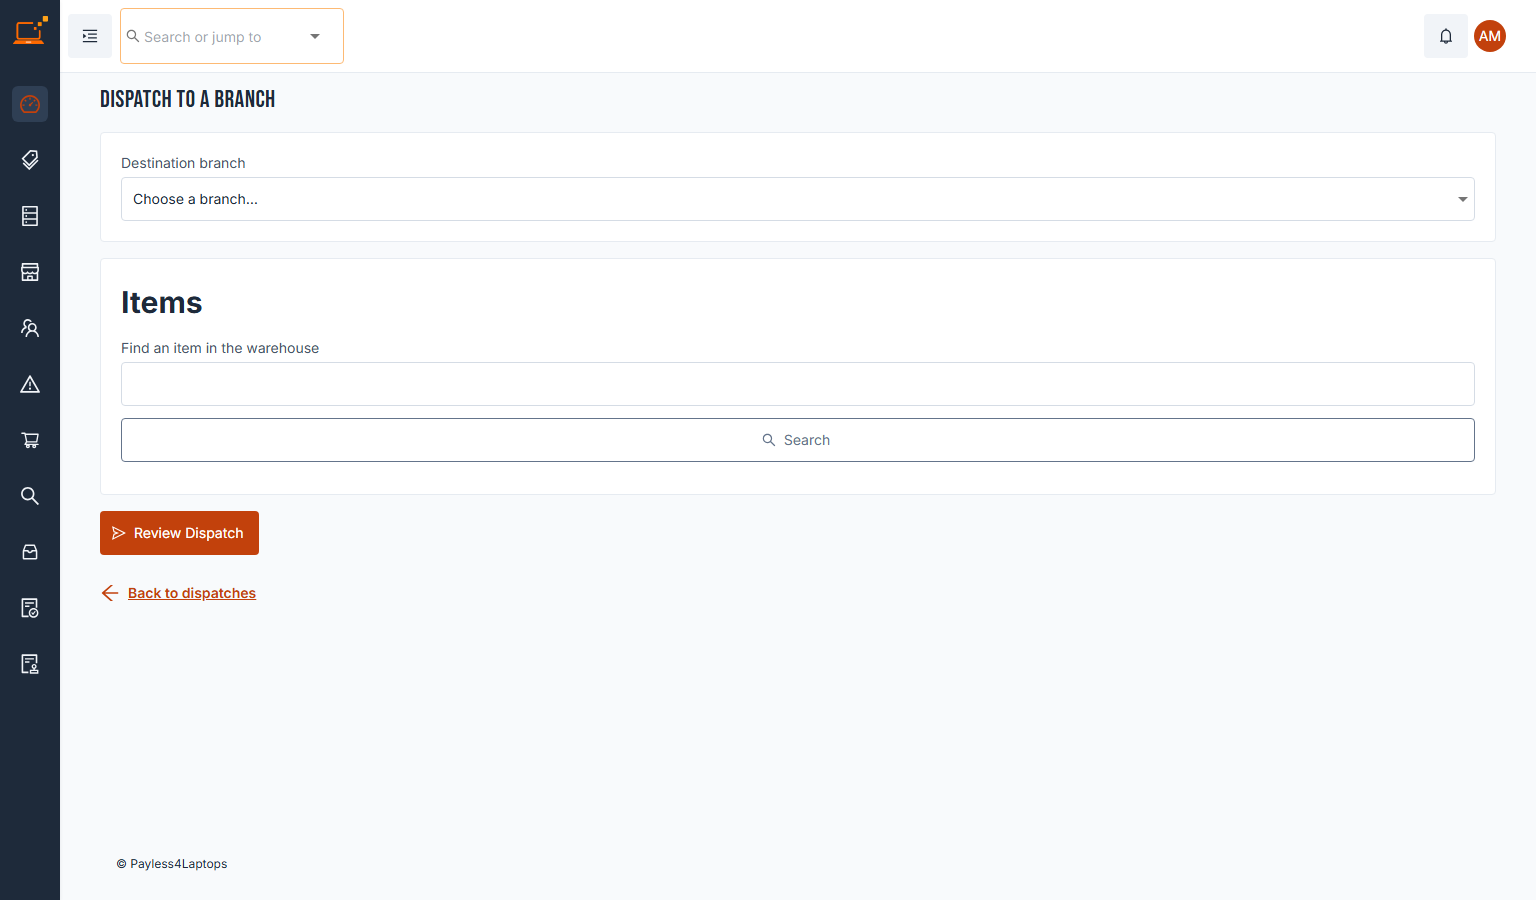 Search or jump to
AM
DISPATCH TO A BRANCH
Destination branch
Choose a branch...
Items
Find an item in the warehouse
Search
Review Dispatch
Back to dispatches
© Payless4Laptops